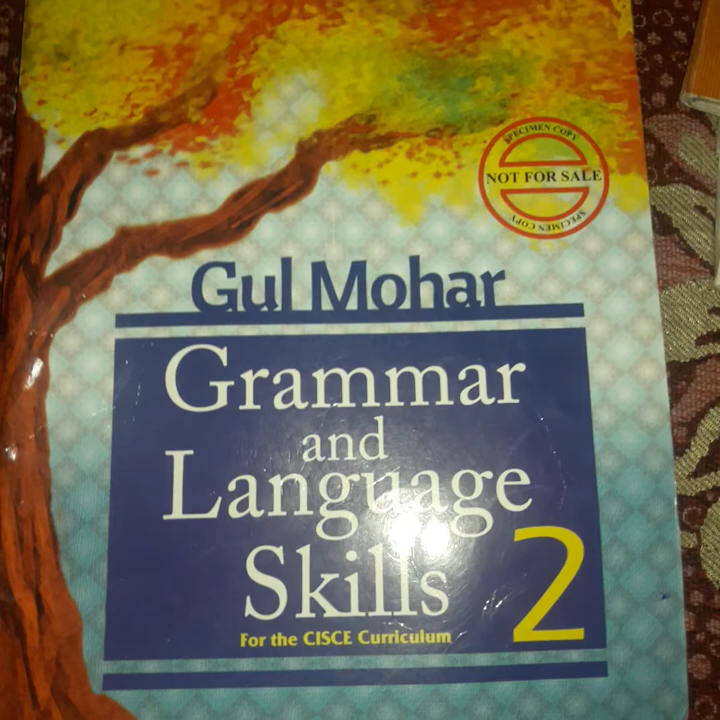 SPECIMEN COPY
NOT FOR SALE
SPECIMEN COPY
Gul Mohar
Grammar
and
Language
Skills
2
For the CISCE Curriculum